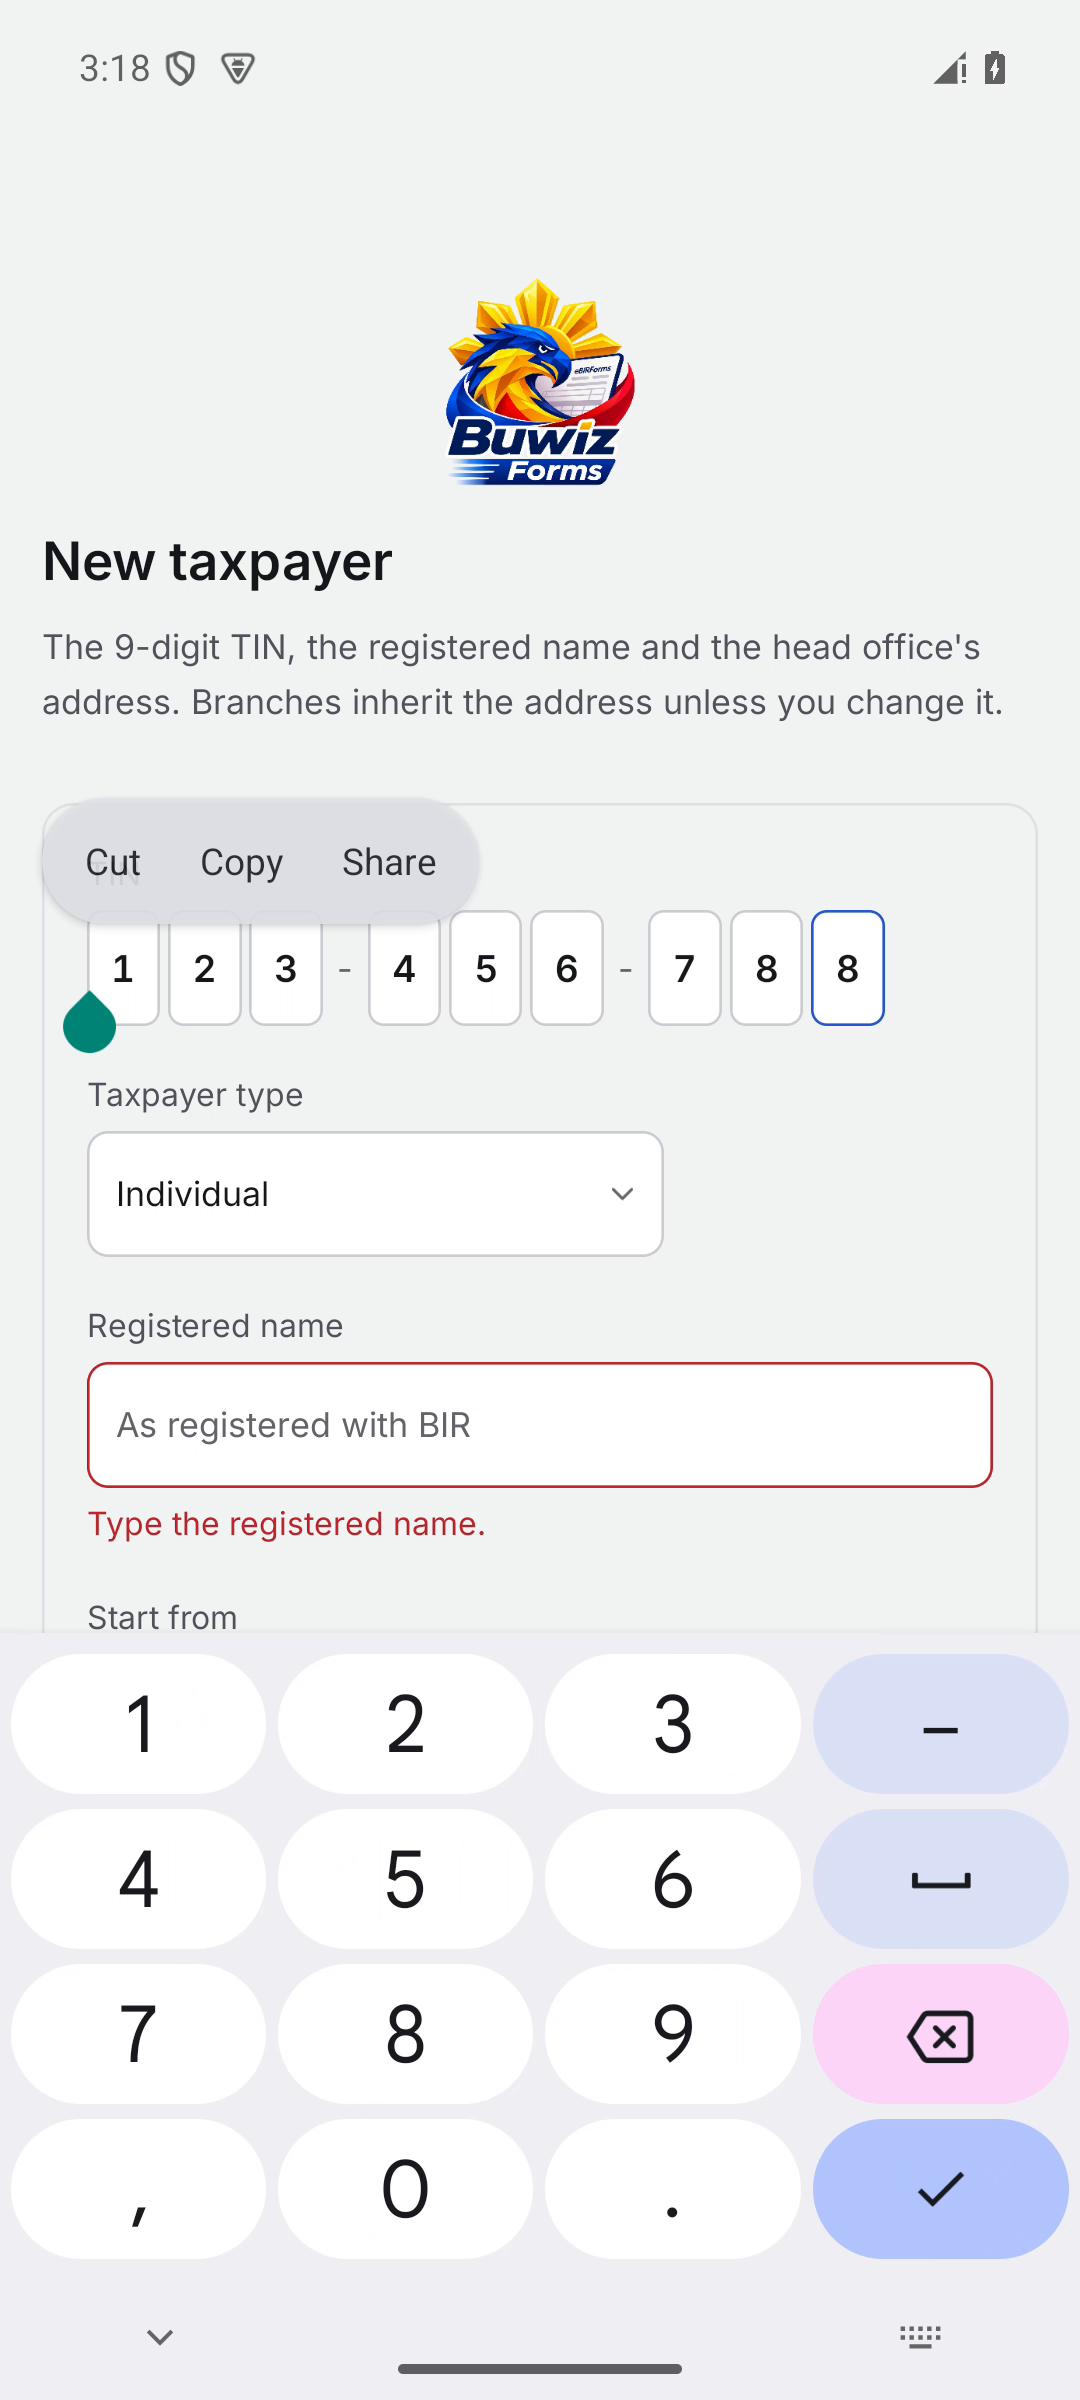 3:18
eBIRForms
Buwiz
Forms
New taxpayer
The 9-digit TIN, the registered name and the head office's
address. Branches inherit the address unless you change it.
Cut Copy Share
TIN
1 2 3 - 4 5 6 - 7 8 8
Taxpayer type
Individual
Registered name
As registered with BIR
Type the registered name.
Start from
1 2 3 –
4 5 6
7 8 9
, 0 .